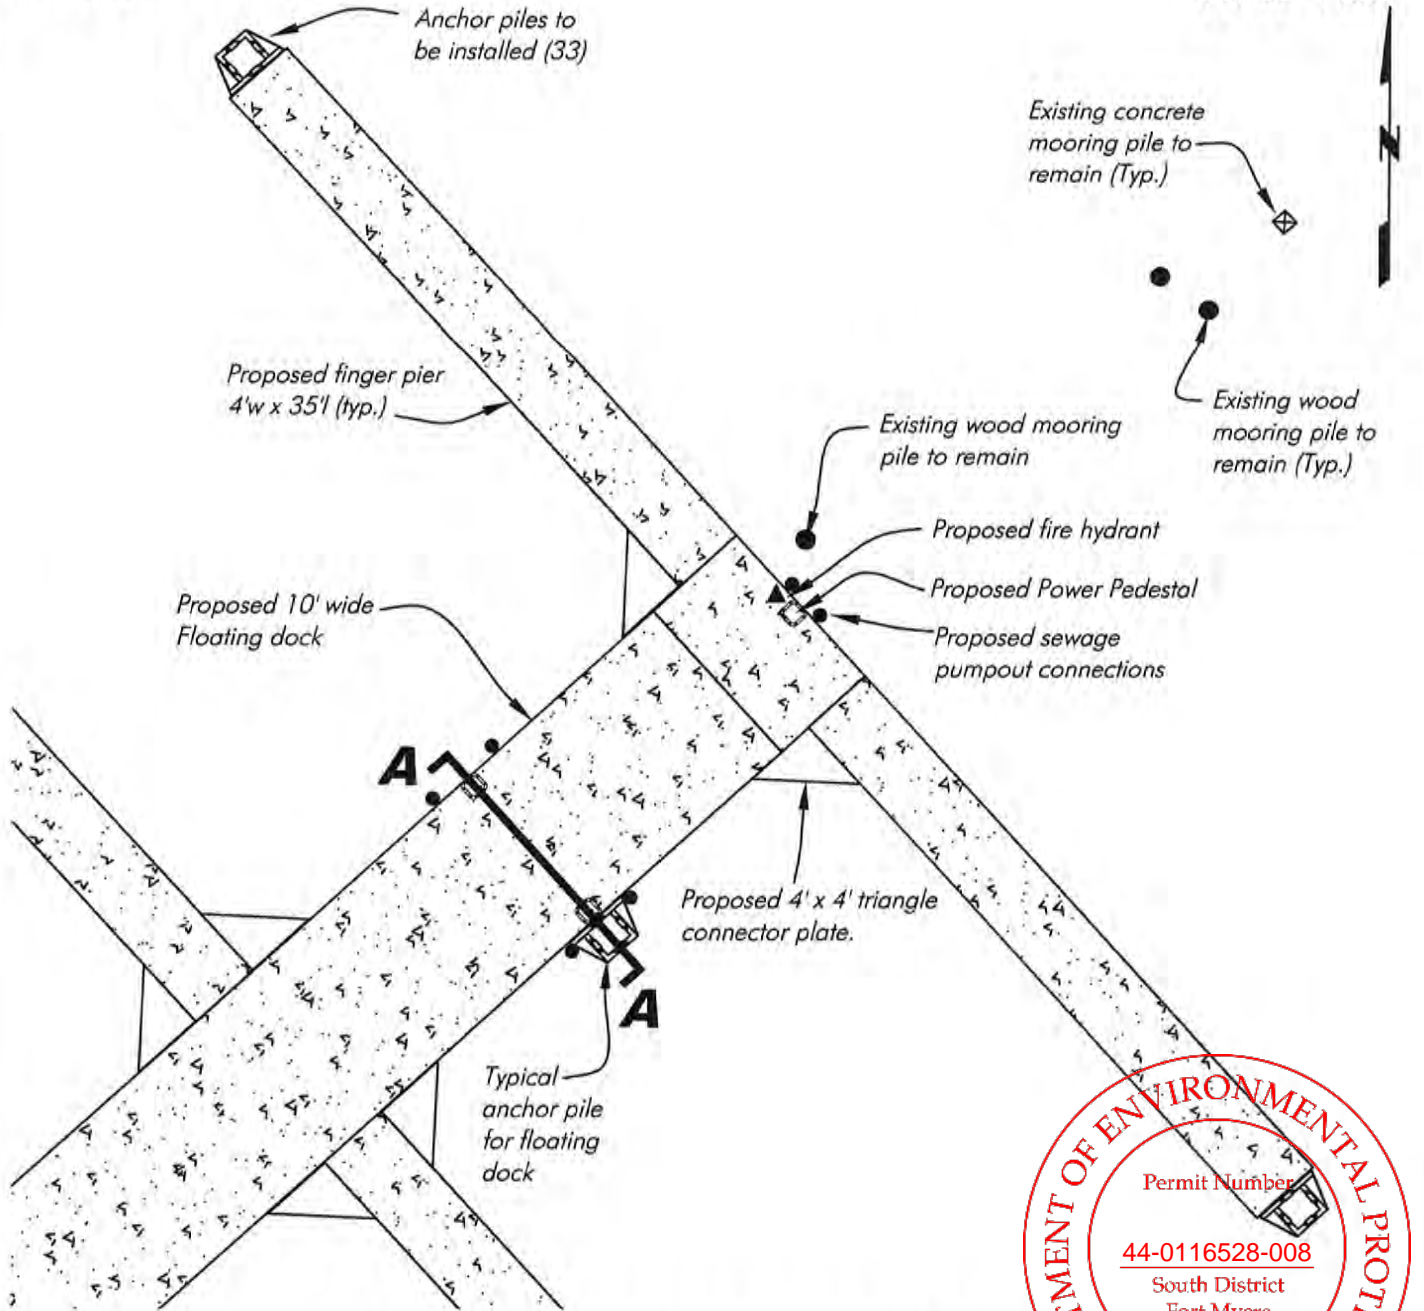 Anchor piles to
be installed (33)
Existing concrete
mooring pile to
remain (Typ.)
N
Proposed finger pier
4'w x 35'l (typ.)
Existing wood mooring
pile to remain
Existing wood
mooring pile to
remain (Typ.)
Proposed fire hydrant
Proposed Power Pedestal
Proposed sewage
pumpout connections
Proposed 10' wide
Floating dock
A
A
Proposed 4' x 4' triangle
connector plate.
Typical
anchor pile
for floating
dock
OF ENVIRONMENTAL
Permit Number
44-0116528-008
South District
Fort Myers